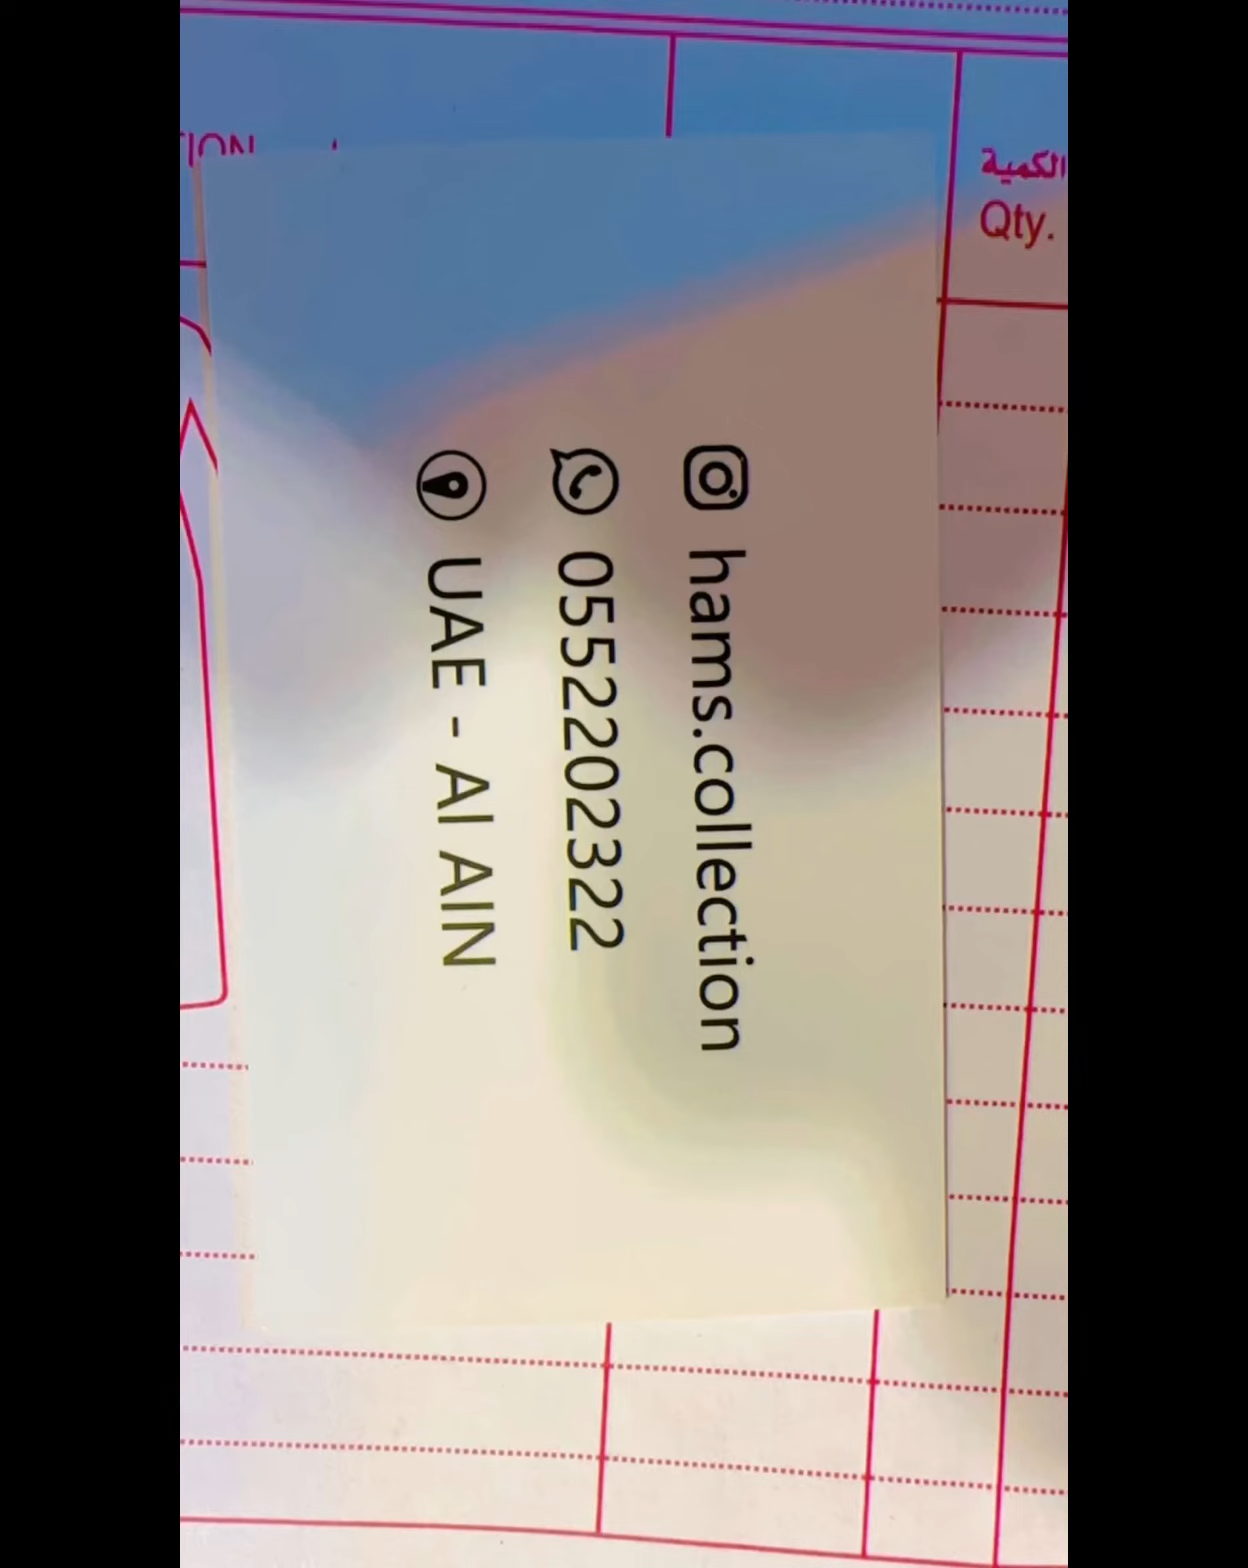 hams.collection
0552202322
UAE - Al AIN
الكمية
Qty.